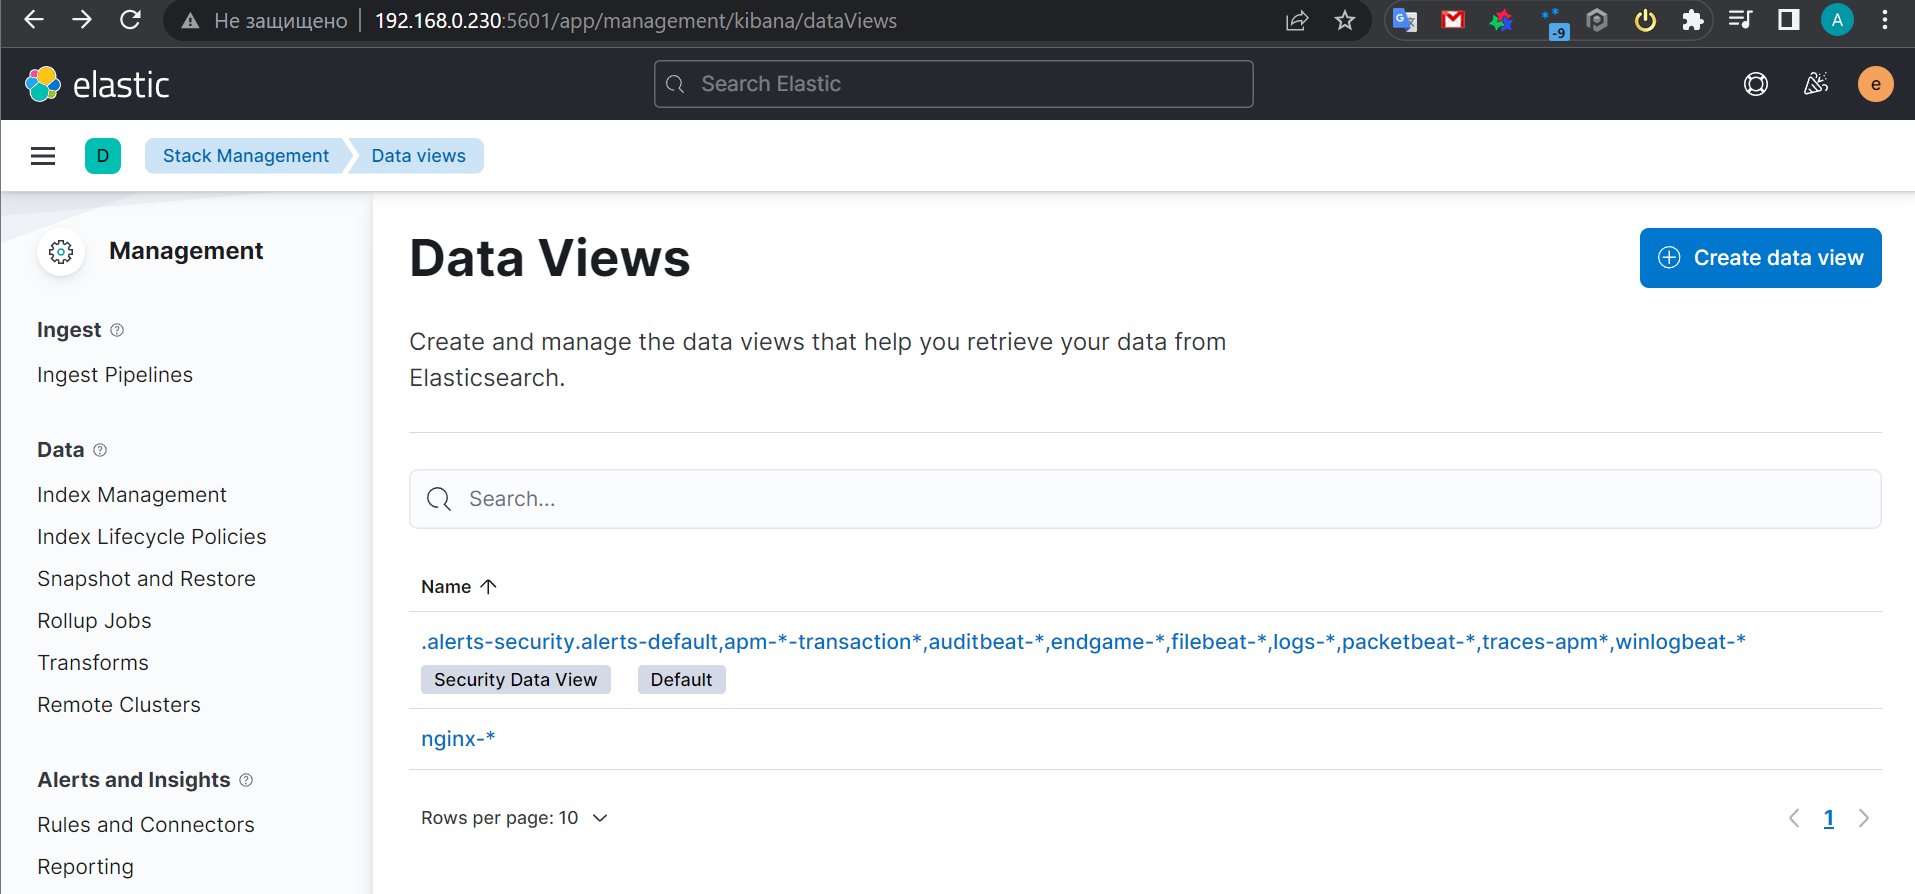 Не защищено 192.168.0.230:5601/app/management/kibana/dataViews -9 A
elastic Search Elastic e
D Stack Management Data views
Management
Ingest
Ingest Pipelines
Data
Index Management
Index Lifecycle Policies
Snapshot and Restore
Rollup Jobs
Transforms
Remote Clusters
Alerts and Insights
Rules and Connectors
Reporting
Data Views
Create data view
Create and manage the data views that help you retrieve your data from
Elasticsearch.
Search...
Name
.alerts-security.alerts-default,apm-*-transaction*,auditbeat-*,endgame-*,filebeat-*,logs-*,packetbeat-*,traces-apm*,winlogbeat-*
Security Data View Default
nginx-*
Rows per page: 10 1